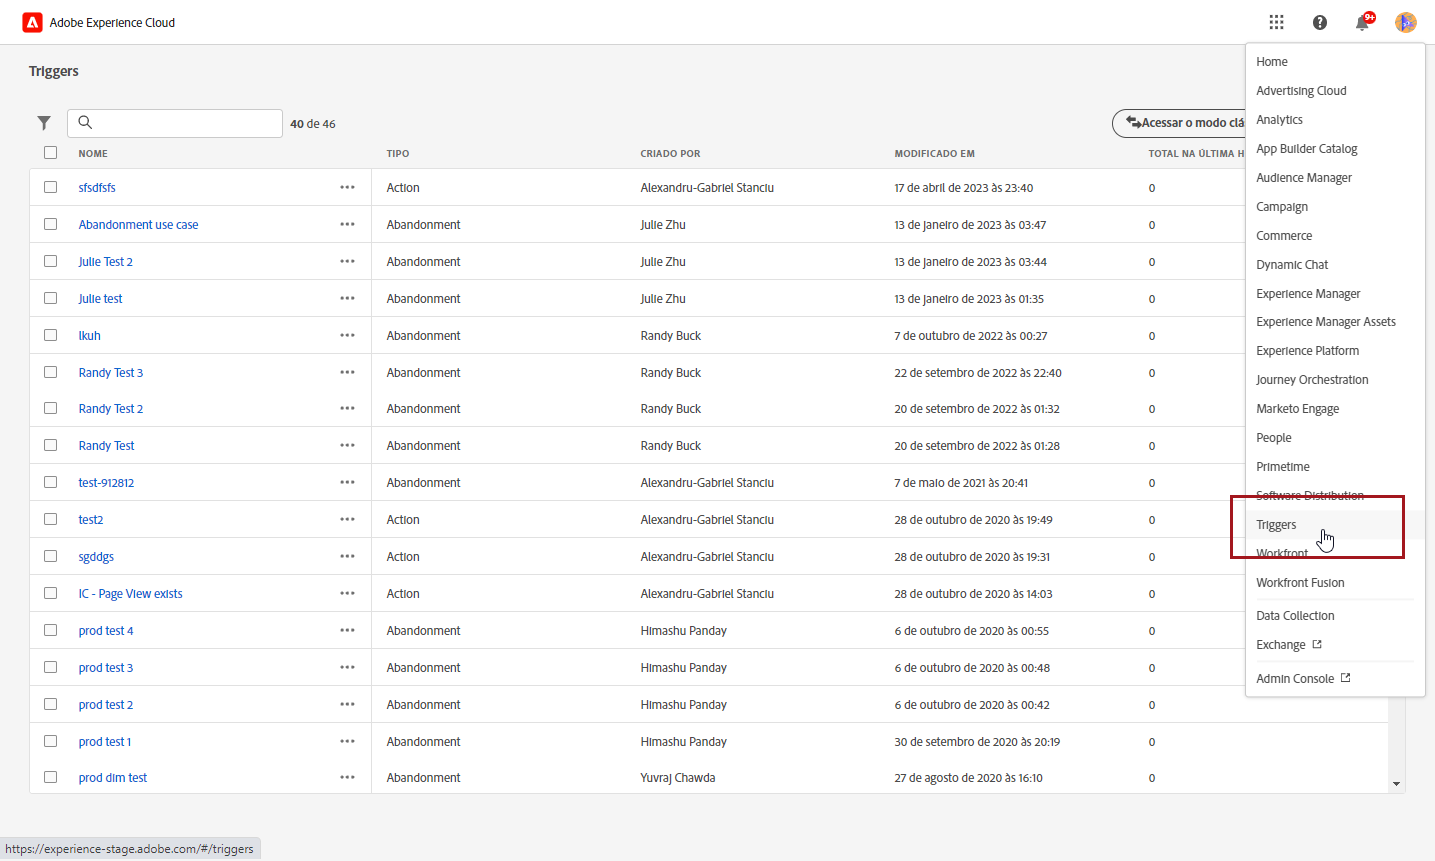 Adobe Experience Cloud
9+
Triggers
40 de 46
Acessar o modo clá
NOME TIPO CRIADO POR MODIFICADO EM TOTAL NA ÚLTIMA H
sfsdfsfs ••• Action Alexandru-Gabriel Stanciu 17 de abril de 2023 às 23:40 0
Abandonment use case ••• Abandonment Julie Zhu 13 de janeiro de 2023 às 03:47 0
Julie Test 2 ••• Abandonment Julie Zhu 13 de janeiro de 2023 às 03:44 0
Julie test ••• Abandonment Julie Zhu 13 de janeiro de 2023 às 01:35 0
lkuh ••• Abandonment Randy Buck 7 de outubro de 2022 às 00:27 0
Randy Test 3 ••• Abandonment Randy Buck 22 de setembro de 2022 às 22:40 0
Randy Test 2 ••• Abandonment Randy Buck 20 de setembro de 2022 às 01:32 0
Randy Test ••• Abandonment Randy Buck 20 de setembro de 2022 às 01:28 0
test-912812 ••• Abandonment Alexandru-Gabriel Stanciu 7 de maio de 2021 às 20:41 0
test2 ••• Action Alexandru-Gabriel Stanciu 28 de outubro de 2020 às 19:49 0
sgddgs ••• Action Alexandru-Gabriel Stanciu 28 de outubro de 2020 às 19:31 0
IC - Page View exists ••• Action Alexandru-Gabriel Stanciu 28 de outubro de 2020 às 14:03 0
prod test 4 ••• Abandonment Himashu Panday 6 de outubro de 2020 às 00:55 0
prod test 3 ••• Abandonment Himashu Panday 6 de outubro de 2020 às 00:48 0
prod test 2 ••• Abandonment Himashu Panday 6 de outubro de 2020 às 00:42 0
prod test 1 ••• Abandonment Himashu Panday 30 de setembro de 2020 às 20:19 0
prod dim test ••• Abandonment Yuvraj Chawda 27 de agosto de 2020 às 16:10 0
Home
Advertising Cloud
Analytics
App Builder Catalog
Audience Manager
Campaign
Commerce
Dynamic Chat
Experience Manager
Experience Manager Assets
Experience Platform
Journey Orchestration
Marketo Engage
People
Primetime
Software Distribution
Triggers
Workfront
Workfront Fusion
Data Collection
Exchange
Admin Console
https://experience-stage.adobe.com/#/triggers